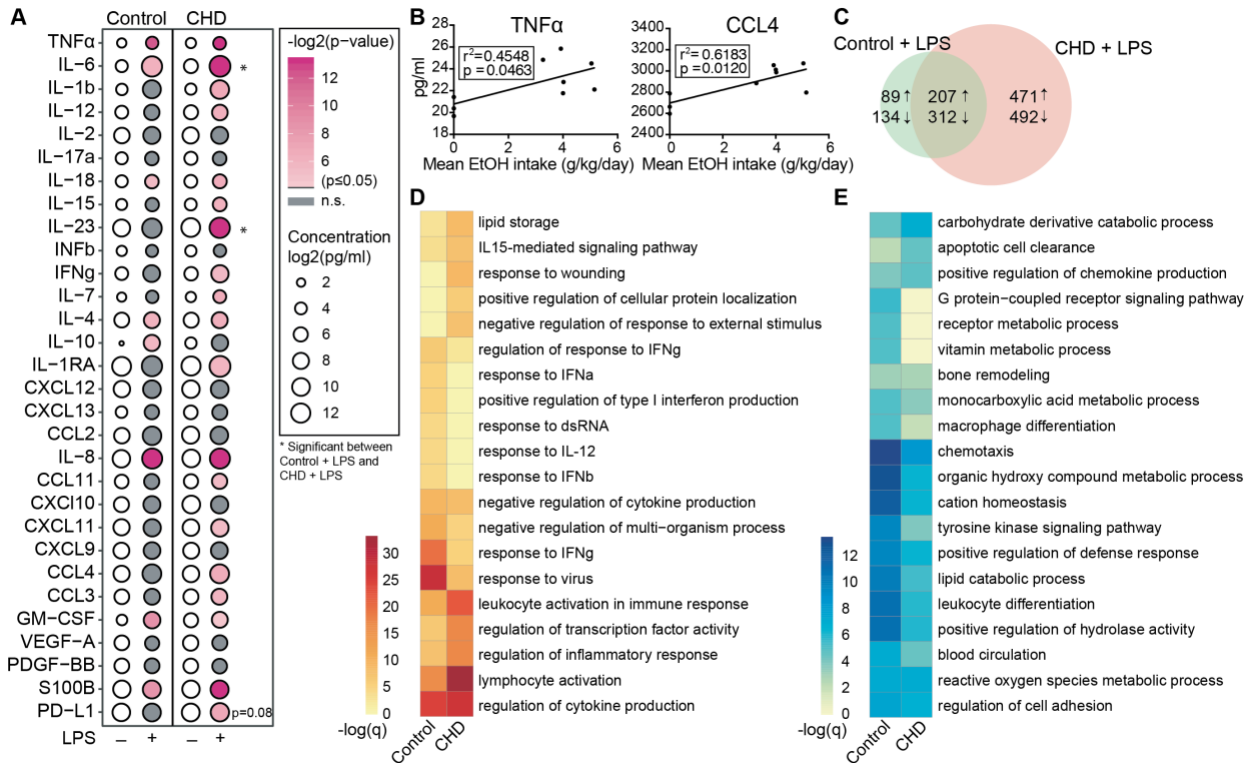 A
Control CHD
TNFα
IL−6 *
IL−1b
IL−12
IL−2
IL−17a
IL−18
IL−15
IL−23 *
INFb
IFNg
IL−7
IL−4
IL−10
IL−1RA
CXCL12
CXCL13
CCL2
IL−8
CCL11
CXCl10
CXCL11
CXCL9
CCL4
CCL3
GM−CSF
VEGF−A
PDGF−BB
S100B
PD−L1 p=0.08
LPS − + − +
-log2(p−value)
12
10
8
6
(p≤0.05)
n.s.
Concentration
log2(pg/ml)
2
4
6
8
10
12
* Significant between
Control + LPS and
CHD + LPS
B
TNFα
r²=0.4548
p = 0.0463
pg/ml
28
26
24
22
20
18
0 2 4 6
Mean EtOH intake (g/kg/day)
CCL4
r²=0.6183
p = 0.0120
3400
3200
3000
2800
2600
2400
0 2 4 6
Mean EtOH intake (g/kg/day)
C
Control + LPS
CHD + LPS
89↑ 207↑ 471↑
134↓ 312↓ 492↓
D
lipid storage
IL15-mediated signaling pathway
response to wounding
positive regulation of cellular protein localization
negative regulation of response to external stimulus
regulation of response to IFNg
response to IFNa
positive regulation of type I interferon production
response to dsRNA
response to IL-12
response to IFNb
negative regulation of cytokine production
negative regulation of multi-organism process
response to IFNg
response to virus
leukocyte activation in immune response
regulation of transcription factor activity
regulation of inflammatory response
lymphocyte activation
regulation of cytokine production
30
25
20
15
10
5
0
-log(q)
Control CHD
E
carbohydrate derivative catabolic process
apoptotic cell clearance
positive regulation of chemokine production
G protein−coupled receptor signaling pathway
receptor metabolic process
vitamin metabolic process
bone remodeling
monocarboxylic acid metabolic process
macrophage differentiation
chemotaxis
organic hydroxy compound metabolic process
cation homeostasis
tyrosine kinase signaling pathway
positive regulation of defense response
lipid catabolic process
leukocyte differentiation
positive regulation of hydrolase activity
blood circulation
reactive oxygen species metabolic process
regulation of cell adhesion
12
10
8
6
4
2
0
-log(q)
Control CHD